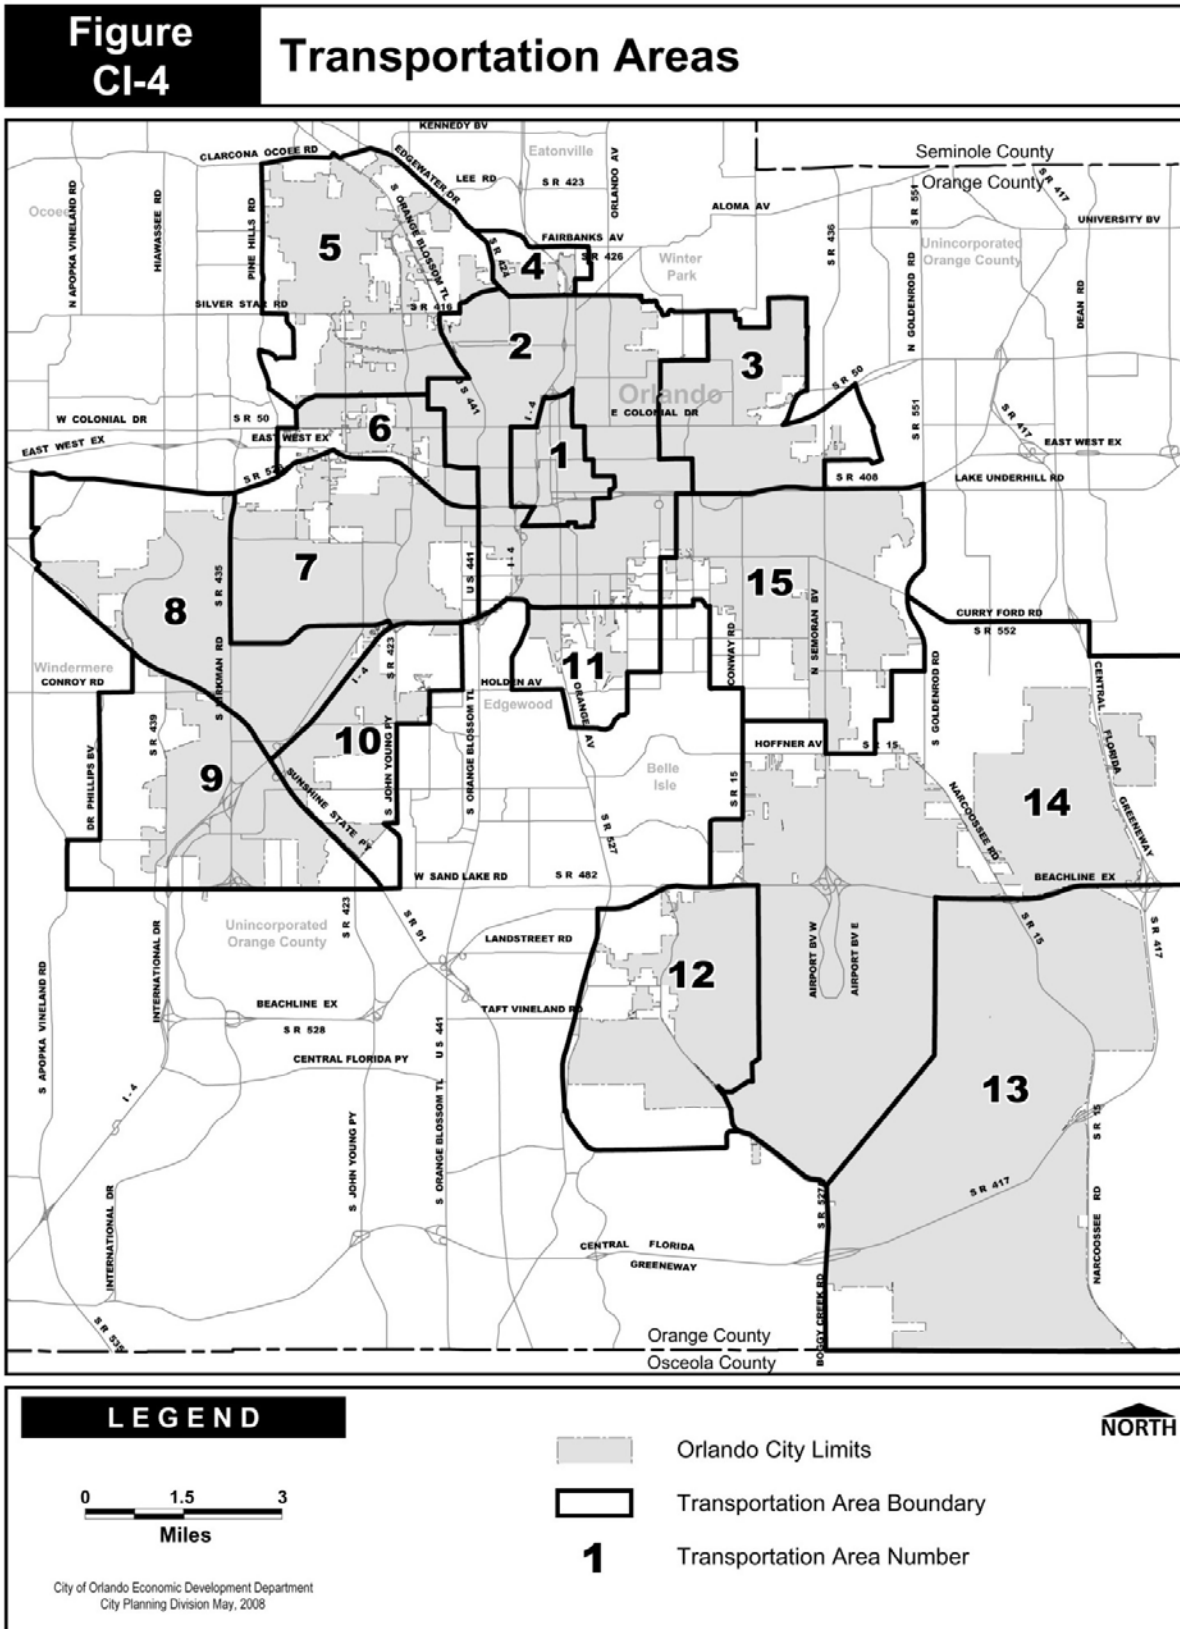 Figure
CI-4
Transportation Areas
KENNEDY BV
CLARCONA OCOEE RD
EDGEWATER DR
Eatonville
ORLANDO AV
Seminole County
Orange County
LEE RD
S R 423
S R 417
S R 551
N APOPKA VINELAND RD
Ocoee
HIAWASSEE RD
PINE HILLS RD
S ORANGE BLOSSOM TL
ALOMA AV
UNIVERSITY BV
S R 436
5
FAIRBANKS AV
S R 426
4
Winter
Park
Unincorporated
Orange County
N GOLDENROD RD
DEAN RD
SILVER STAR RD
S R 416
2
3
Orlando
S R 50
U S 441
I - 4
E COLONIAL DR
W COLONIAL DR
S R 50
6
EAST WEST EX
EAST WEST EX
1
S R 551
S R 417
EAST WEST EX
S R 408
LAKE UNDERHILL RD
7
S R 435
U S 441
I - 4
15
8
CURRY FORD RD
S R 552
N SEMORAN BV
CONWAY RD
Windermere
CONROY RD
S KIRKMAN RD
I - 4
S R 423
11
HOLDEN AV
Edgewood
ORANGE AV
S GOLDENROD RD
CENTRAL FLORIDA GREENEWAY
S R 439
10
S JOHN YOUNG PY
S ORANGE BLOSSOM TL
HOFFNER AV
S R 15
DR PHILLIPS BV
9
SUNSHINE STATE PY
Belle
Isle
S R 15
NARCOOSSEE RD
14
S R 527
W SAND LAKE RD
S R 482
BEACHLINE EX
S R 423
S R 91
Unincorporated
Orange County
INTERNATIONAL DR
LANDSTREET RD
12
AIRPORT BV W
AIRPORT BV E
S R 15
S R 417
S APOPKA VINELAND RD
BEACHLINE EX
S R 528
TAFT VINELAND RD
U S 441
CENTRAL FLORIDA PY
I - 4
13
S JOHN YOUNG PY
S ORANGE BLOSSOM TL
S R 15
S R 417
S R 527
INTERNATIONAL DR
CENTRAL FLORIDA
GREENEWAY
NARCOOSSEE RD
BOGGY CREEK RD
S R 535
Orange County
Osceola County
LEGEND
NORTH
0 1.5 3
Miles
Orlando City Limits
Transportation Area Boundary
1 Transportation Area Number
City of Orlando Economic Development Department
City Planning Division May, 2008